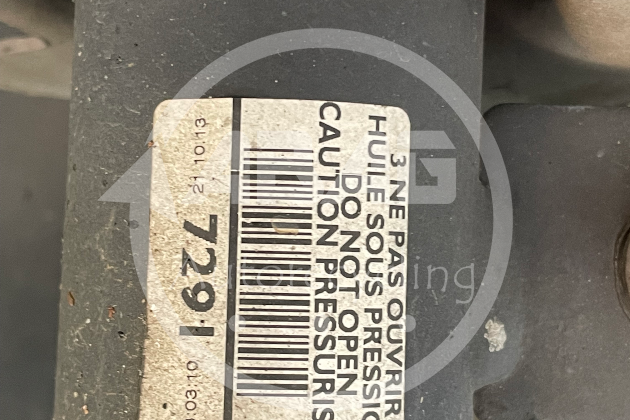 3 NE PAS OUVRIR
HUILE SOUS PRESSIO
DO NOT OPEN
CAUTION PRESSURIS
7291
21.10.13
03:10